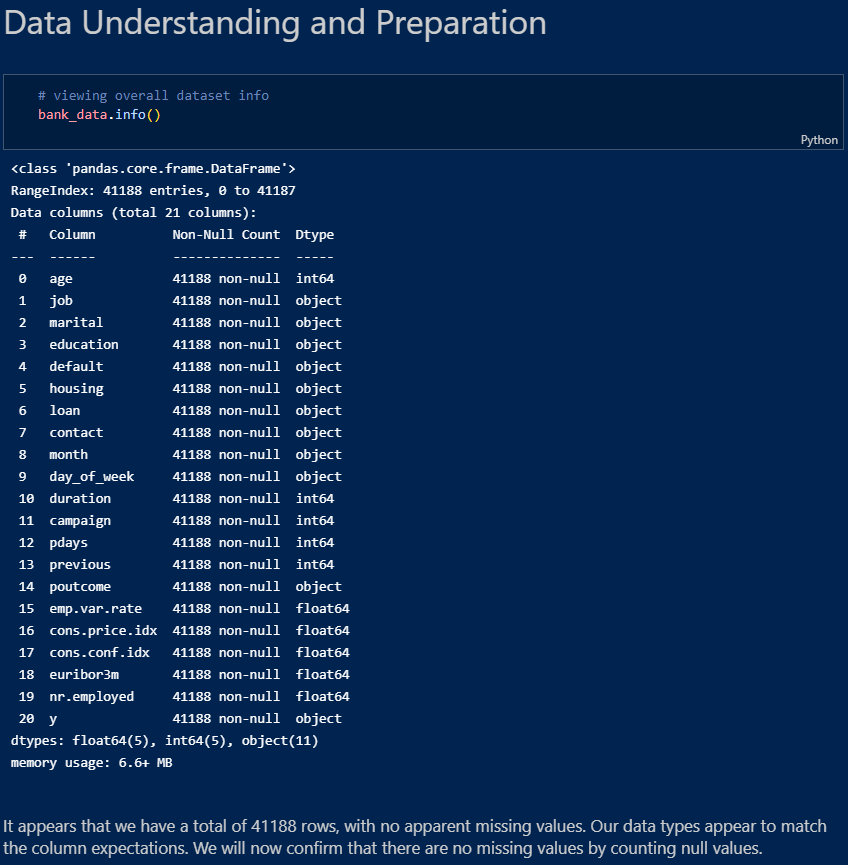 Data Understanding and Preparation
# viewing overall dataset info
bank_data.info()
Python
<class 'pandas.core.frame.DataFrame'>
RangeIndex: 41188 entries, 0 to 41187
Data columns (total 21 columns):
 #   Column          Non-Null Count  Dtype
---  ------          --------------  -----
 0   age             41188 non-null  int64
 1   job             41188 non-null  object
 2   marital         41188 non-null  object
 3   education       41188 non-null  object
 4   default         41188 non-null  object
 5   housing         41188 non-null  object
 6   loan            41188 non-null  object
 7   contact         41188 non-null  object
 8   month           41188 non-null  object
 9   day_of_week     41188 non-null  object
 10  duration        41188 non-null  int64
 11  campaign        41188 non-null  int64
 12  pdays           41188 non-null  int64
 13  previous        41188 non-null  int64
 14  poutcome        41188 non-null  object
 15  emp.var.rate    41188 non-null  float64
 16  cons.price.idx  41188 non-null  float64
 17  cons.conf.idx   41188 non-null  float64
 18  euribor3m       41188 non-null  float64
 19  nr.employed     41188 non-null  float64
 20  y               41188 non-null  object
dtypes: float64(5), int64(5), object(11)
memory usage: 6.6+ MB
It appears that we have a total of 41188 rows, with no apparent missing values. Our data types appear to match
the column expectations. We will now confirm that there are no missing values by counting null values.